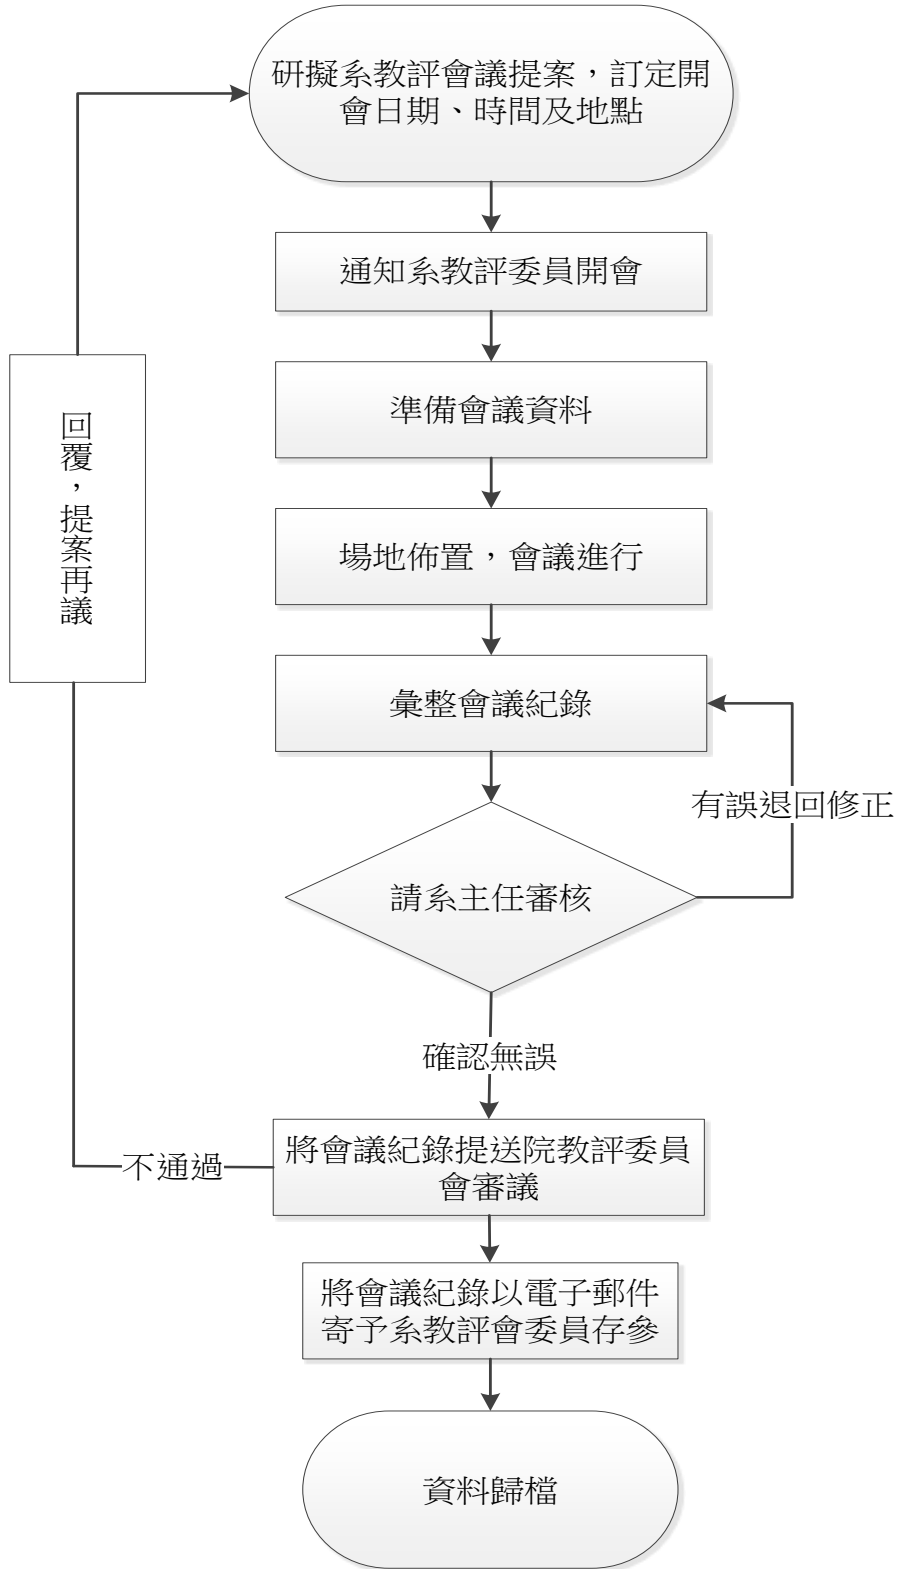 研擬系教評會議提案，訂定開
會日期、時間及地點
通知系教評委員開會
準備會議資料
回覆，提案再議
場地佈置，會議進行
彙整會議紀錄
有誤退回修正
請系主任審核
確認無誤
將會議紀錄提送院教評委員
會審議
不通過
將會議紀錄以電子郵件
寄予系教評會委員存參
資料歸檔